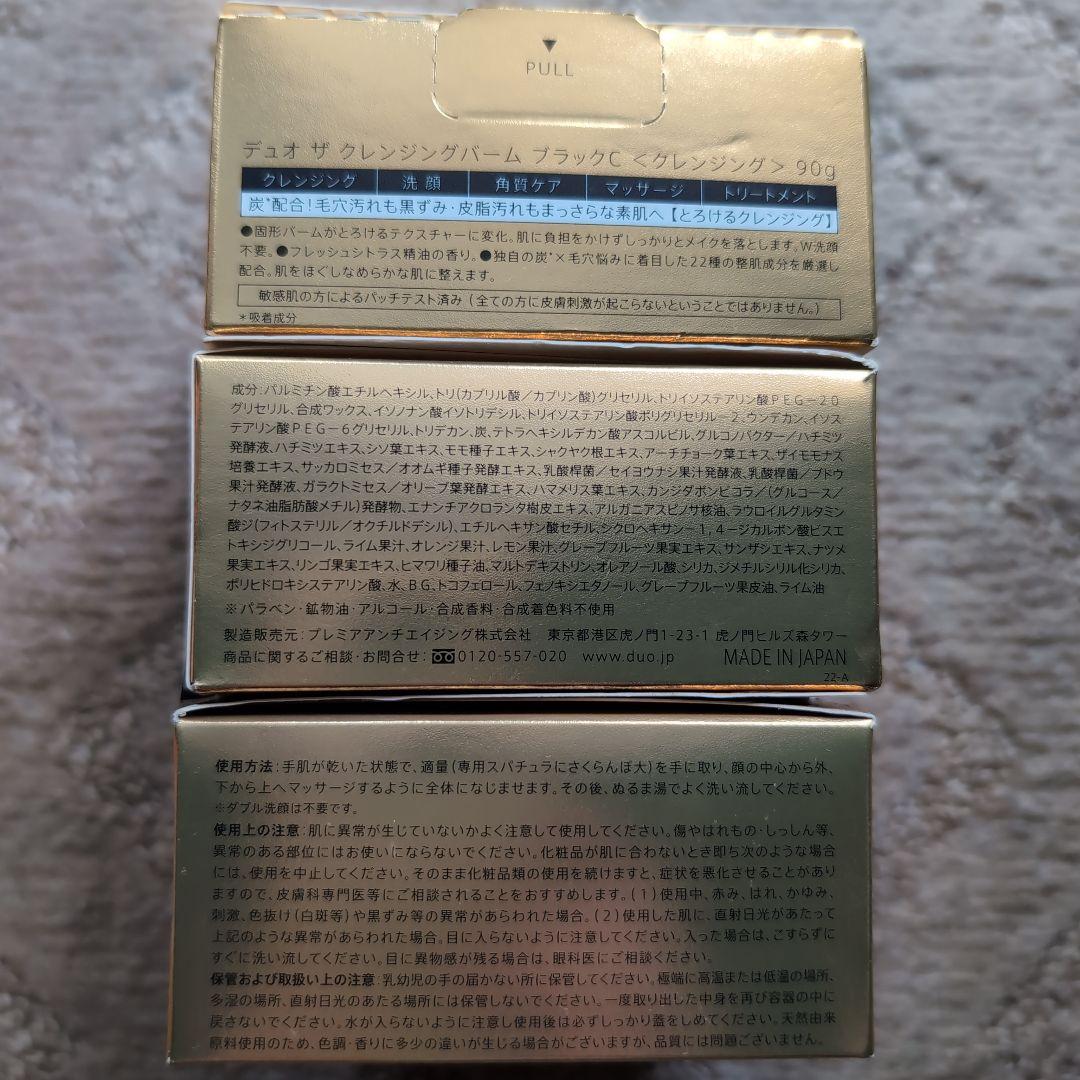 ▼
PULL
デュオ ザ クレンジングバーム ブラックC <クレンジング> 90g
クレンジング 洗顔 角質ケア マッサージ トリートメント
炭*配合!毛穴汚れも黒ずみ・皮脂汚れもまっさらな素肌へ【とろけるクレンジング】
●固形バームがとろけるテクスチャーに変化。肌に負担をかけずしっかりとメイクを落とします。W洗顔
不要。●フレッシュシトラス精油の香り。●独自の炭*×毛穴悩みに着目した22種の整肌成分を厳選し
配合。肌をほぐしなめらかな肌に整えます。
敏感肌の方によるパッチテスト済み(全ての方に皮膚刺激が起こらないということではありません。)
*吸着成分
成分:パルミチン酸エチルヘキシル、トリ(カプリル酸/カプリン酸)グリセリル、トリイソステアリン酸PEG-20
グリセリル、合成ワックス、イソノナン酸イソトリデシル、トリイソステアリン酸ポリグリセリル-2、ウンデカン、イソス
テアリン酸PEG-6グリセリル、トリデカン、炭、テトラヘキシルデカン酸アスコルビル、グルコノバクター/ハチミツ
発酵液、ハチミツエキス、シソ葉エキス、モモ種子エキス、シャクヤク根エキス、アーチチョーク葉エキス、ザイモモナス
培養エキス、サッカロミセス/オオムギ種子発酵エキス、乳酸桿菌/セイヨウナシ果汁発酵液、乳酸桿菌/ブドウ
果汁発酵液、ガラクトミセス/オリーブ葉発酵エキス、ハマメリス葉エキス、カンジダボンビコラ/(グルコース/
ナタネ油脂肪酸メチル)発酵物、エナンチアクロランタ樹皮エキス、アルガニアスピノサ核油、ラウロイルグルタミン
酸ジ(フィトステリル/オクチルドデシル)、エチルヘキサン酸セチル、シクロヘキサン-1,4-ジカルボン酸ビスエ
トキシジグリコール、ライム果汁、オレンジ果汁、レモン果汁、グレープフルーツ果実エキス、サンザシエキス、ナツメ
果実エキス、リンゴ果実エキス、ヒマワリ種子油、マルトデキストリン、オレアノール酸、シリカ、ジメチルシリル化シリカ、
ポリヒドロキシステアリン酸、水、BG、トコフェロール、フェノキシエタノール、グレープフルーツ果皮油、ライム油
※パラベン・鉱物油・アルコール・合成香料・合成着色料不使用
製造販売元:プレミアアンチエイジング株式会社 東京都港区虎ノ門1-23-1 虎ノ門ヒルズ森タワー
商品に関するご相談・お問合せ:0120-557-020 www.duo.jp MADE IN JAPAN
22-A
使用方法:手肌が乾いた状態で、適量(専用スパチュラにさくらんぼ大)を手に取り、顔の中心から外、
下から上へマッサージするように全体になじませます。その後、ぬるま湯でよく洗い流してください。
※ダブル洗顔は不要です。
使用上の注意:肌に異常が生じていないかよく注意して使用してください。傷やはれもの・しっしん等、
異常のある部位にはお使いにならないでください。化粧品が肌に合わないとき即ち次のような場合
には、使用を中止してください。そのまま化粧品類の使用を続けますと、症状を悪化させることがあり
ますので、皮膚科専門医等にご相談されることをおすすめします。(1)使用中、赤み、はれ、かゆみ、
刺激、色抜け(白斑等)や黒ずみ等の異常があらわれた場合。(2)使用した肌に、直射日光があたって
上記のような異常があらわれた場合。目に入らないように注意してください。入った場合は、こすらずに
すぐに洗い流してください。目に異物感が残る場合は、眼科医にご相談ください。
保管および取扱い上の注意:乳幼児の手の届かない所に保管してください。極端に高温または低温の場所、
多湿の場所、直射日光のあたる場所には保管しないでください。一度取り出した中身を再び容器の中に
戻さないでください。水が入らないように注意し使用後は必ずしっかり蓋をしめてください。天然由来
原料使用のため、色調・香りに多少の違いが生じる場合がございますが、品質には問題ございません。